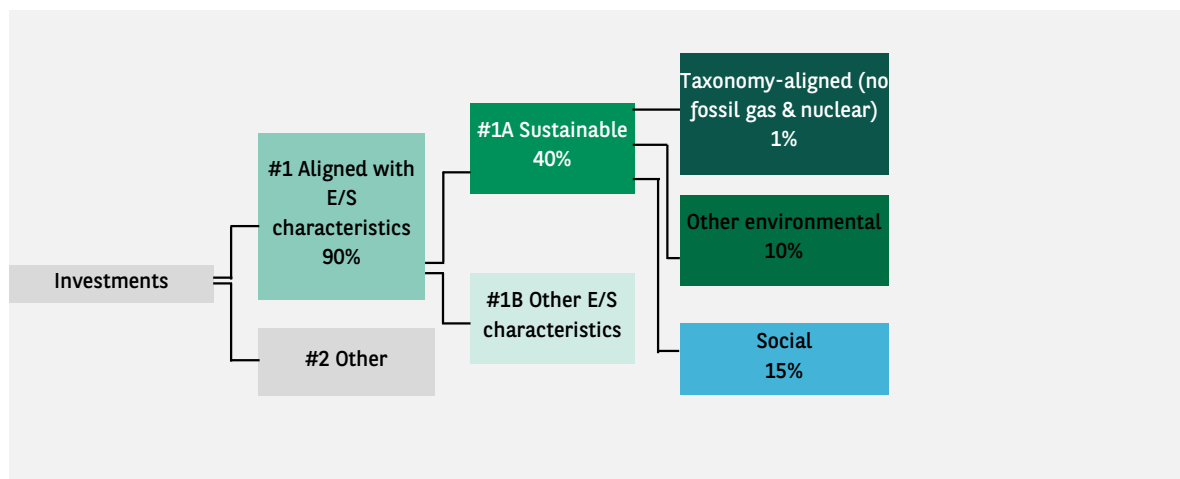 Investments
#1 Aligned with
E/S
characteristics
90%
#2 Other
#1A Sustainable
40%
#1B Other E/S
characteristics
Taxonomy-aligned (no
fossil gas & nuclear)
1%
Other environmental
10%
Social
15%